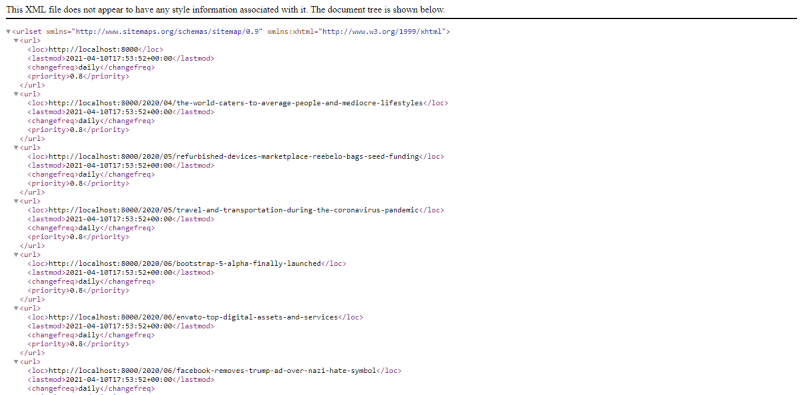 This XML file does not appear to have any style information associated with it. The document tree is shown below.
▼<urlset xmlns="http://www.sitemaps.org/schemas/sitemap/0.9" xmlns:xhtml="http://www.w3.org/1999/xhtml">
▼<url>
<loc>http://localhost:8000</loc>
<lastmod>2021-04-10T17:53:52+00:00</lastmod>
<changefreq>daily</changefreq>
<priority>0.8</priority>
</url>
▼<url>
<loc>http://localhost:8000/2020/04/the-world-caters-to-average-people-and-mediocre-lifestyles</loc>
<lastmod>2021-04-10T17:53:52+00:00</lastmod>
<changefreq>daily</changefreq>
<priority>0.8</priority>
</url>
▼<url>
<loc>http://localhost:8000/2020/05/refurbished-devices-marketplace-reebelo-bags-seed-funding</loc>
<lastmod>2021-04-10T17:53:52+00:00</lastmod>
<changefreq>daily</changefreq>
<priority>0.8</priority>
</url>
▼<url>
<loc>http://localhost:8000/2020/05/travel-and-transportation-during-the-coronavirus-pandemic</loc>
<lastmod>2021-04-10T17:53:52+00:00</lastmod>
<changefreq>daily</changefreq>
<priority>0.8</priority>
</url>
▼<url>
<loc>http://localhost:8000/2020/06/bootstrap-5-alpha-finally-launched</loc>
<lastmod>2021-04-10T17:53:52+00:00</lastmod>
<changefreq>daily</changefreq>
<priority>0.8</priority>
</url>
▼<url>
<loc>http://localhost:8000/2020/06/envato-top-digital-assets-and-services</loc>
<lastmod>2021-04-10T17:53:52+00:00</lastmod>
<changefreq>daily</changefreq>
<priority>0.8</priority>
</url>
▼<url>
<loc>http://localhost:8000/2020/06/facebook-removes-trump-ad-over-nazi-hate-symbol</loc>
<lastmod>2021-04-10T17:53:52+00:00</lastmod>
<changefreq>daily</changefreq>